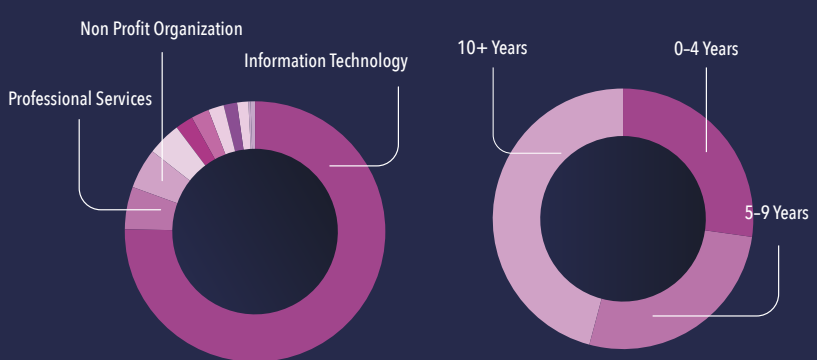 Non Profit Organization
Information Technology
Professional Services
10+ Years
0–4 Years
5–9 Years